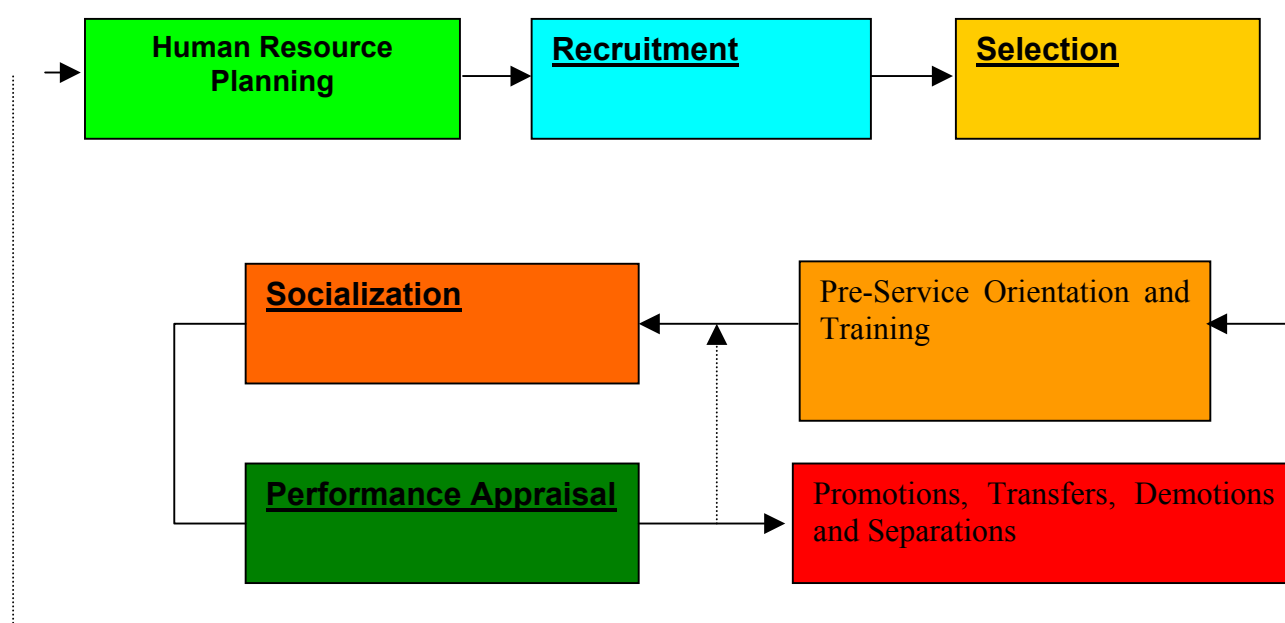 Human Resource
Planning
Recruitment
Selection
Socialization
Pre-Service Orientation and
Training
Performance Appraisal
Promotions, Transfers, Demotions
and Separations